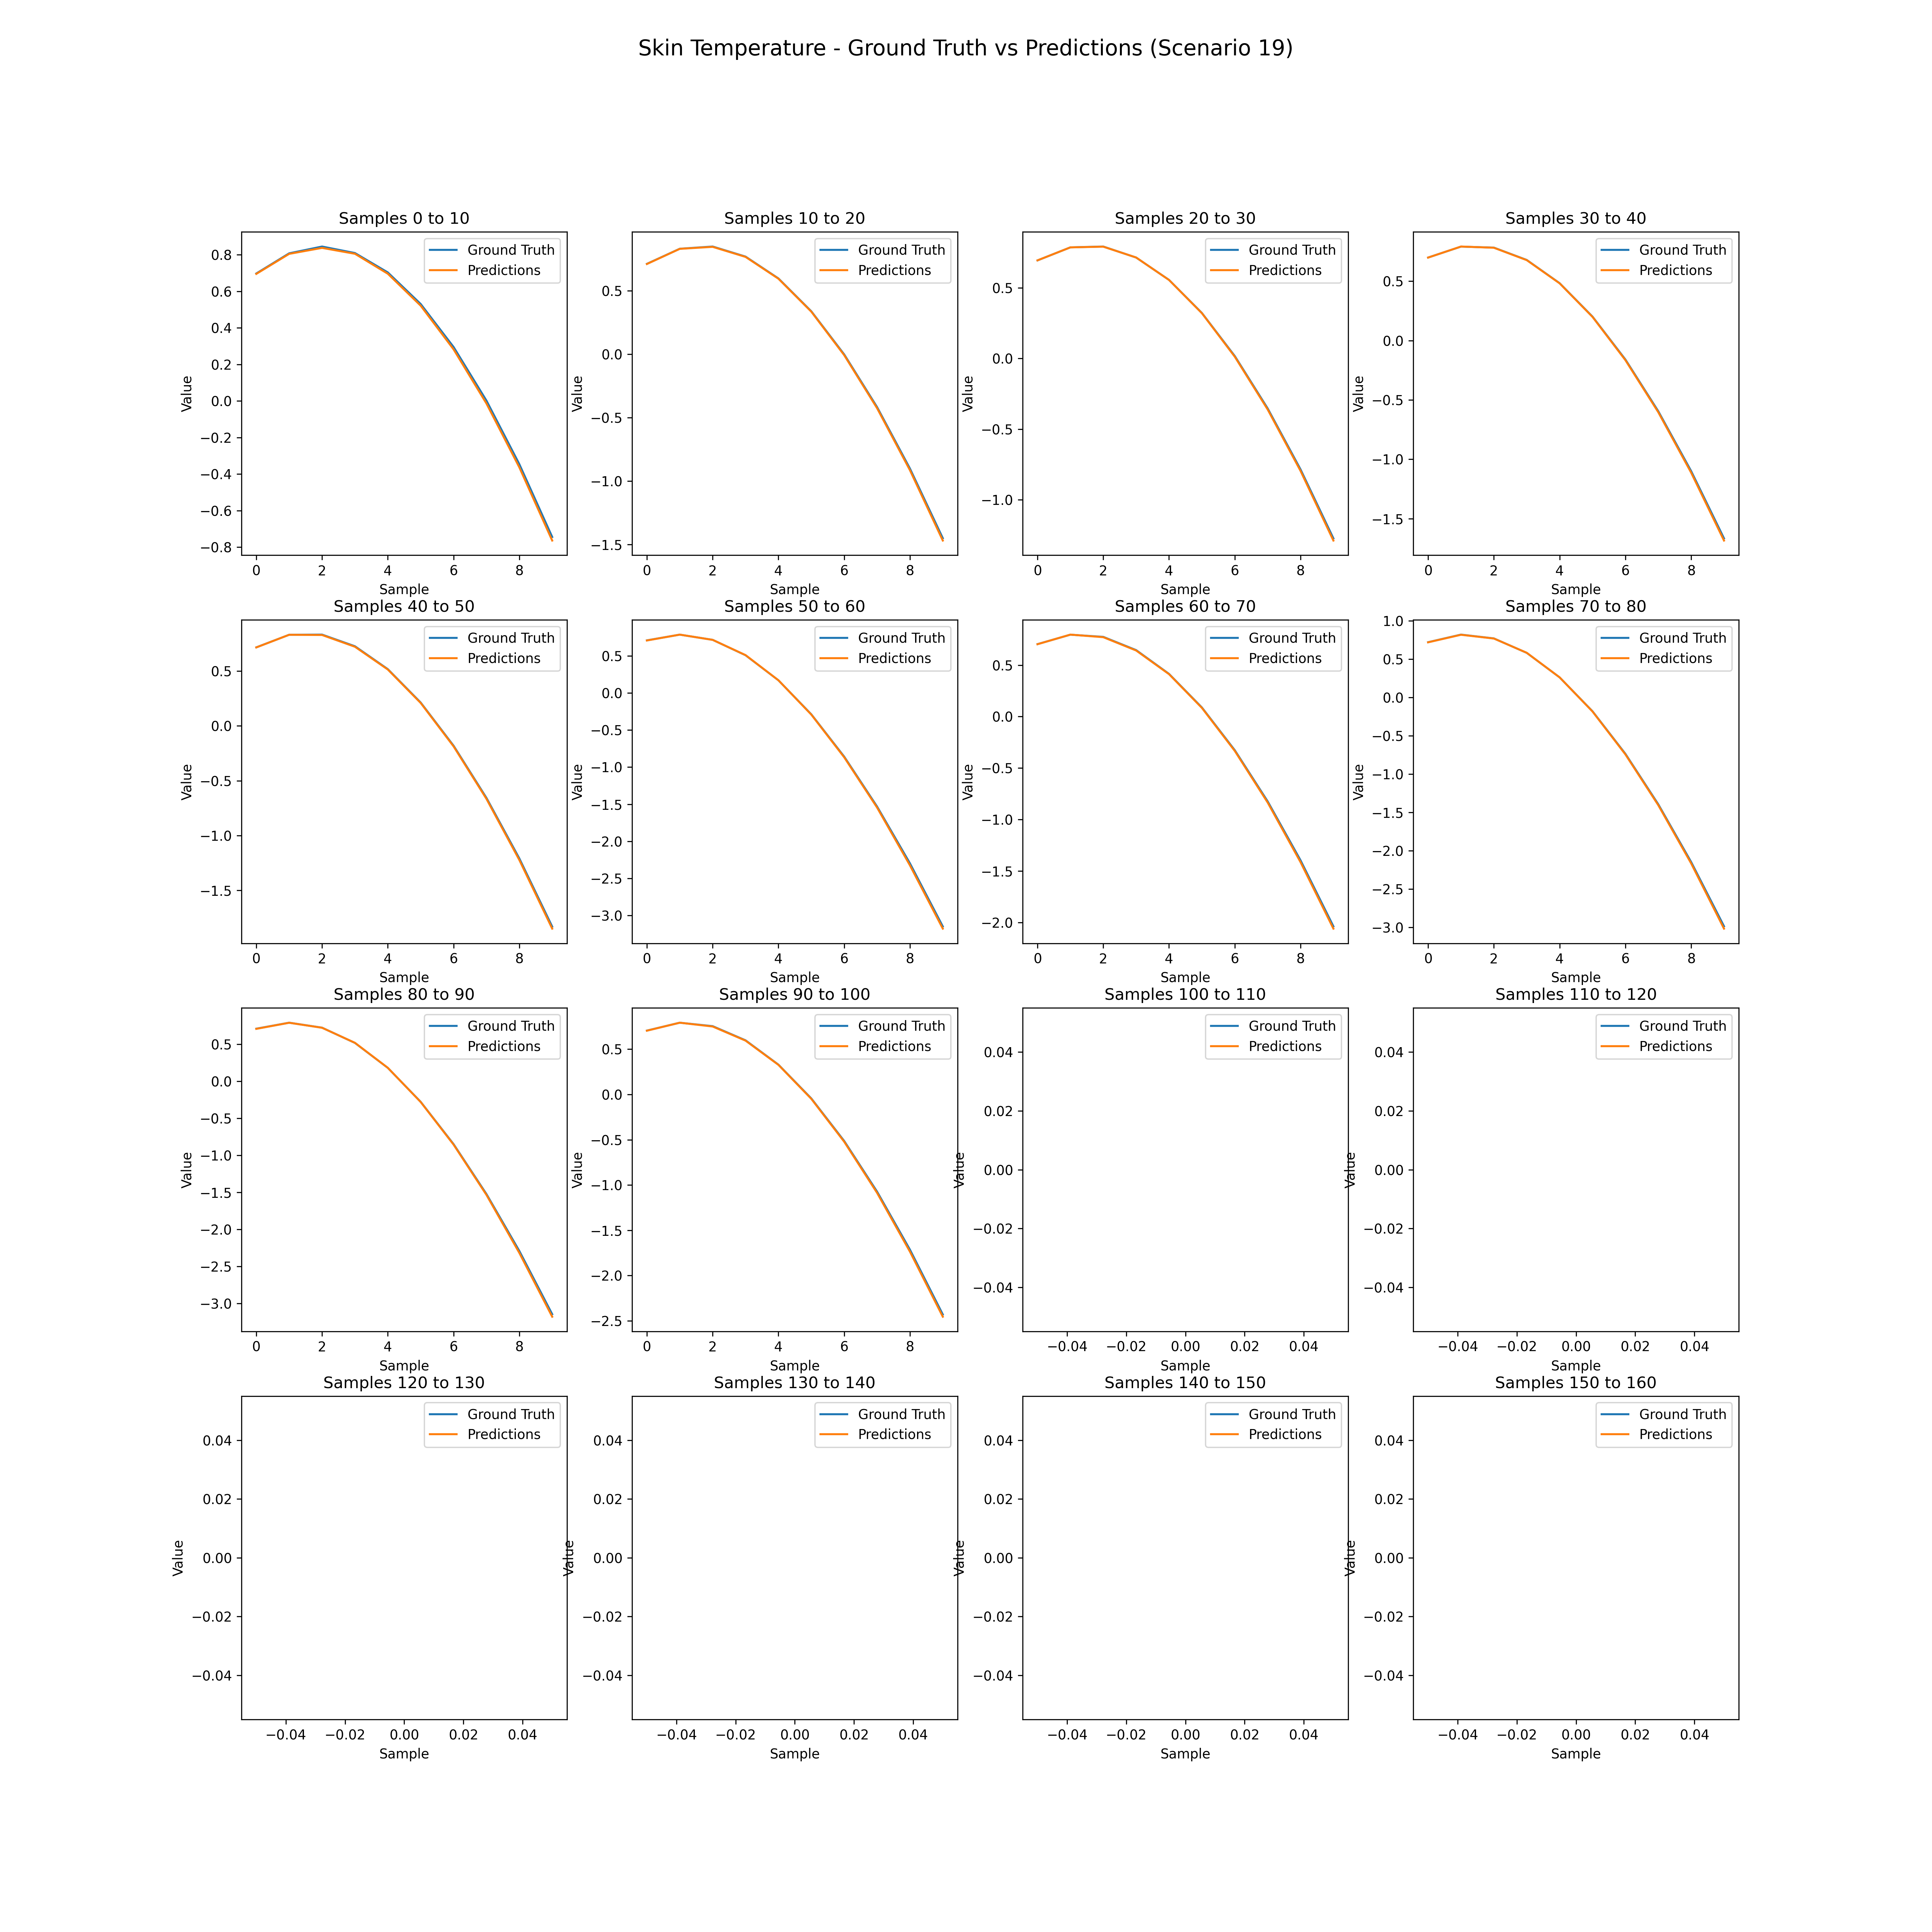 Skin Temperature - Ground Truth vs Predictions (Scenario 19)
Samples 0 to 10
Ground Truth
Predictions
0.8
0.6
0.4
0.2
0.0
−0.2
−0.4
−0.6
−0.8
Value
0 2 4 6 8
Sample
Samples 10 to 20
Ground Truth
Predictions
0.5
0.0
−0.5
−1.0
−1.5
Value
0 2 4 6 8
Sample
Samples 20 to 30
Ground Truth
Predictions
0.5
0.0
−0.5
−1.0
Value
0 2 4 6 8
Sample
Samples 30 to 40
Ground Truth
Predictions
0.5
0.0
−0.5
−1.0
−1.5
Value
0 2 4 6 8
Sample
Samples 40 to 50
Ground Truth
Predictions
0.5
0.0
−0.5
−1.0
−1.5
Value
0 2 4 6 8
Sample
Samples 50 to 60
Ground Truth
Predictions
0.5
0.0
−0.5
−1.0
−1.5
−2.0
−2.5
−3.0
Value
0 2 4 6 8
Sample
Samples 60 to 70
Ground Truth
Predictions
0.5
0.0
−0.5
−1.0
−1.5
−2.0
Value
0 2 4 6 8
Sample
Samples 70 to 80
Ground Truth
Predictions
1.0
0.5
0.0
−0.5
−1.0
−1.5
−2.0
−2.5
−3.0
Value
0 2 4 6 8
Sample
Samples 80 to 90
Ground Truth
Predictions
0.5
0.0
−0.5
−1.0
−1.5
−2.0
−2.5
−3.0
Value
0 2 4 6 8
Sample
Samples 90 to 100
Ground Truth
Predictions
0.5
0.0
−0.5
−1.0
−1.5
−2.0
−2.5
Value
0 2 4 6 8
Sample
Samples 100 to 110
Ground Truth
Predictions
0.04
0.02
0.00
−0.02
−0.04
Value
−0.04 −0.02 0.00 0.02 0.04
Sample
Samples 110 to 120
Ground Truth
Predictions
0.04
0.02
0.00
−0.02
−0.04
Value
−0.04 −0.02 0.00 0.02 0.04
Sample
Samples 120 to 130
Ground Truth
Predictions
0.04
0.02
0.00
−0.02
−0.04
Value
−0.04 −0.02 0.00 0.02 0.04
Sample
Samples 130 to 140
Ground Truth
Predictions
0.04
0.02
0.00
−0.02
−0.04
Value
−0.04 −0.02 0.00 0.02 0.04
Sample
Samples 140 to 150
Ground Truth
Predictions
0.04
0.02
0.00
−0.02
−0.04
Value
−0.04 −0.02 0.00 0.02 0.04
Sample
Samples 150 to 160
Ground Truth
Predictions
0.04
0.02
0.00
−0.02
−0.04
Value
−0.04 −0.02 0.00 0.02 0.04
Sample